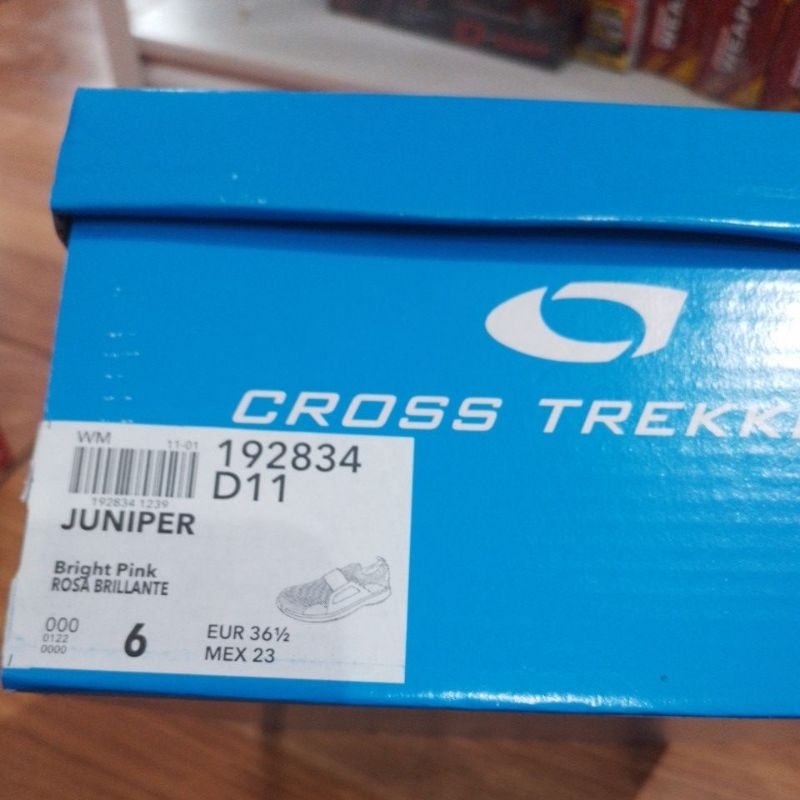 CROSS TREKK
WM 11-01
192834
D11
192834 1239
JUNIPER
Bright Pink
ROSA BRILLANTE
000
0122
0000
6
EUR 36½
MEX 23